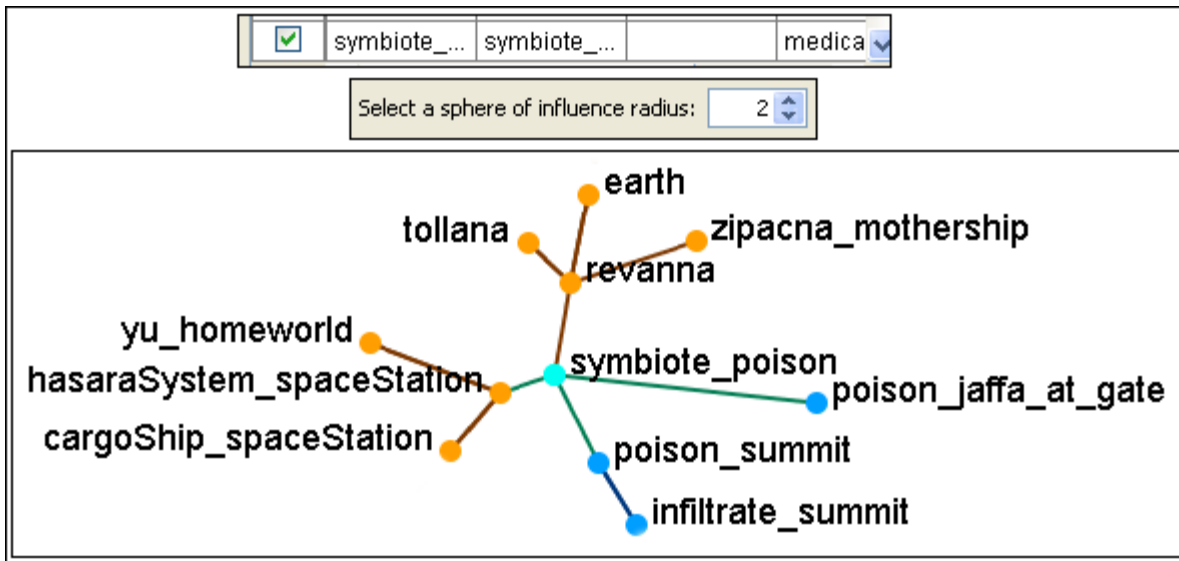 symbiote_... symbiote_... medica
Select a sphere of influence radius: 2
earth
tollana
zipacna_mothership
revanna
yu_homeworld
symbiote_poison
hasaraSystem_spaceStation
poison_jaffa_at_gate
cargoShip_spaceStation
poison_summit
infiltrate_summit